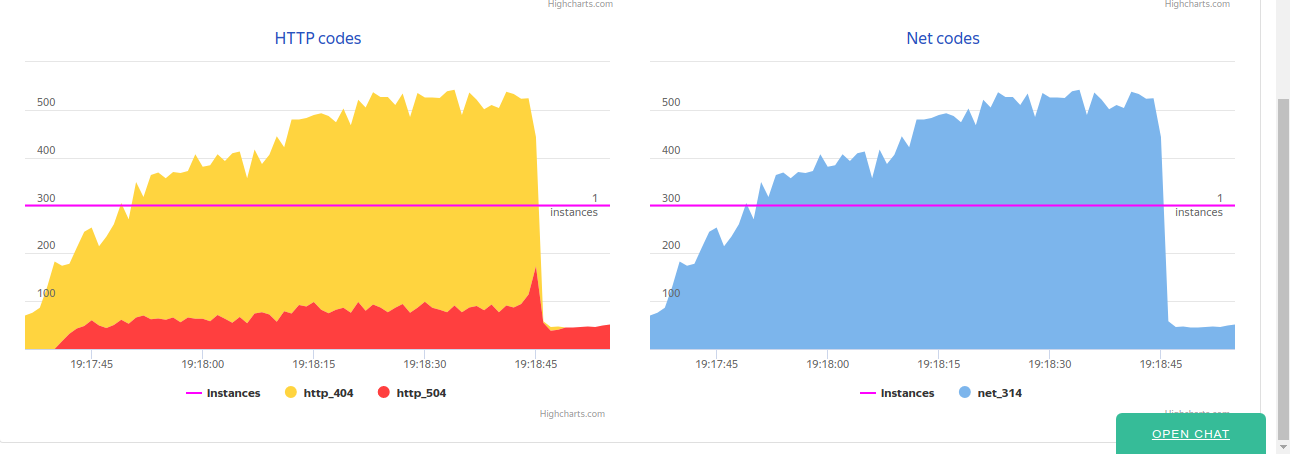 Highcharts.com
Highcharts.com
HTTP codes
500
400
300
200
100
1
instances
19:17:45
19:18:00
19:18:15
19:18:30
19:18:45
instances
http_404
http_504
Highcharts.com
Net codes
500
400
300
200
100
1
instances
19:17:45
19:18:00
19:18:15
19:18:30
19:18:45
instances
net_314
Highcharts.com
OPEN CHAT